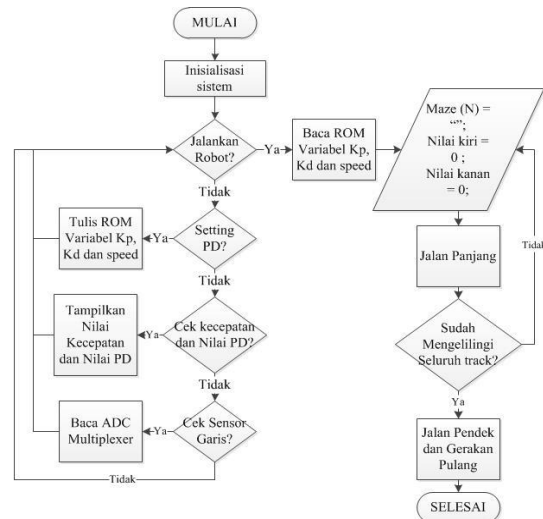 MULAI
Inisialisasi
sistem
Jalankan
Robot?
Ya
Baca ROM
Variabel Kp,
Kd dan speed
Maze (N) =
“”;
Nilai kiri =
0 ;
Nilai kanan
= 0;
Tidak
Setting
PD?
Ya
Tulis ROM
Variabel Kp,
Kd dan speed
Tidak
Cek kecepatan
dan Nilai PD?
Ya
Tampilkan
Nilai
Kecepatan
dan Nilai PD
Tidak
Cek Sensor
Garis?
Ya
Baca ADC
Multiplexer
Tidak
Jalan Panjang
Sudah
Mengelilingi
Seluruh track?
Tidak
Ya
Jalan Pendek
dan Gerakan
Pulang
SELESAI